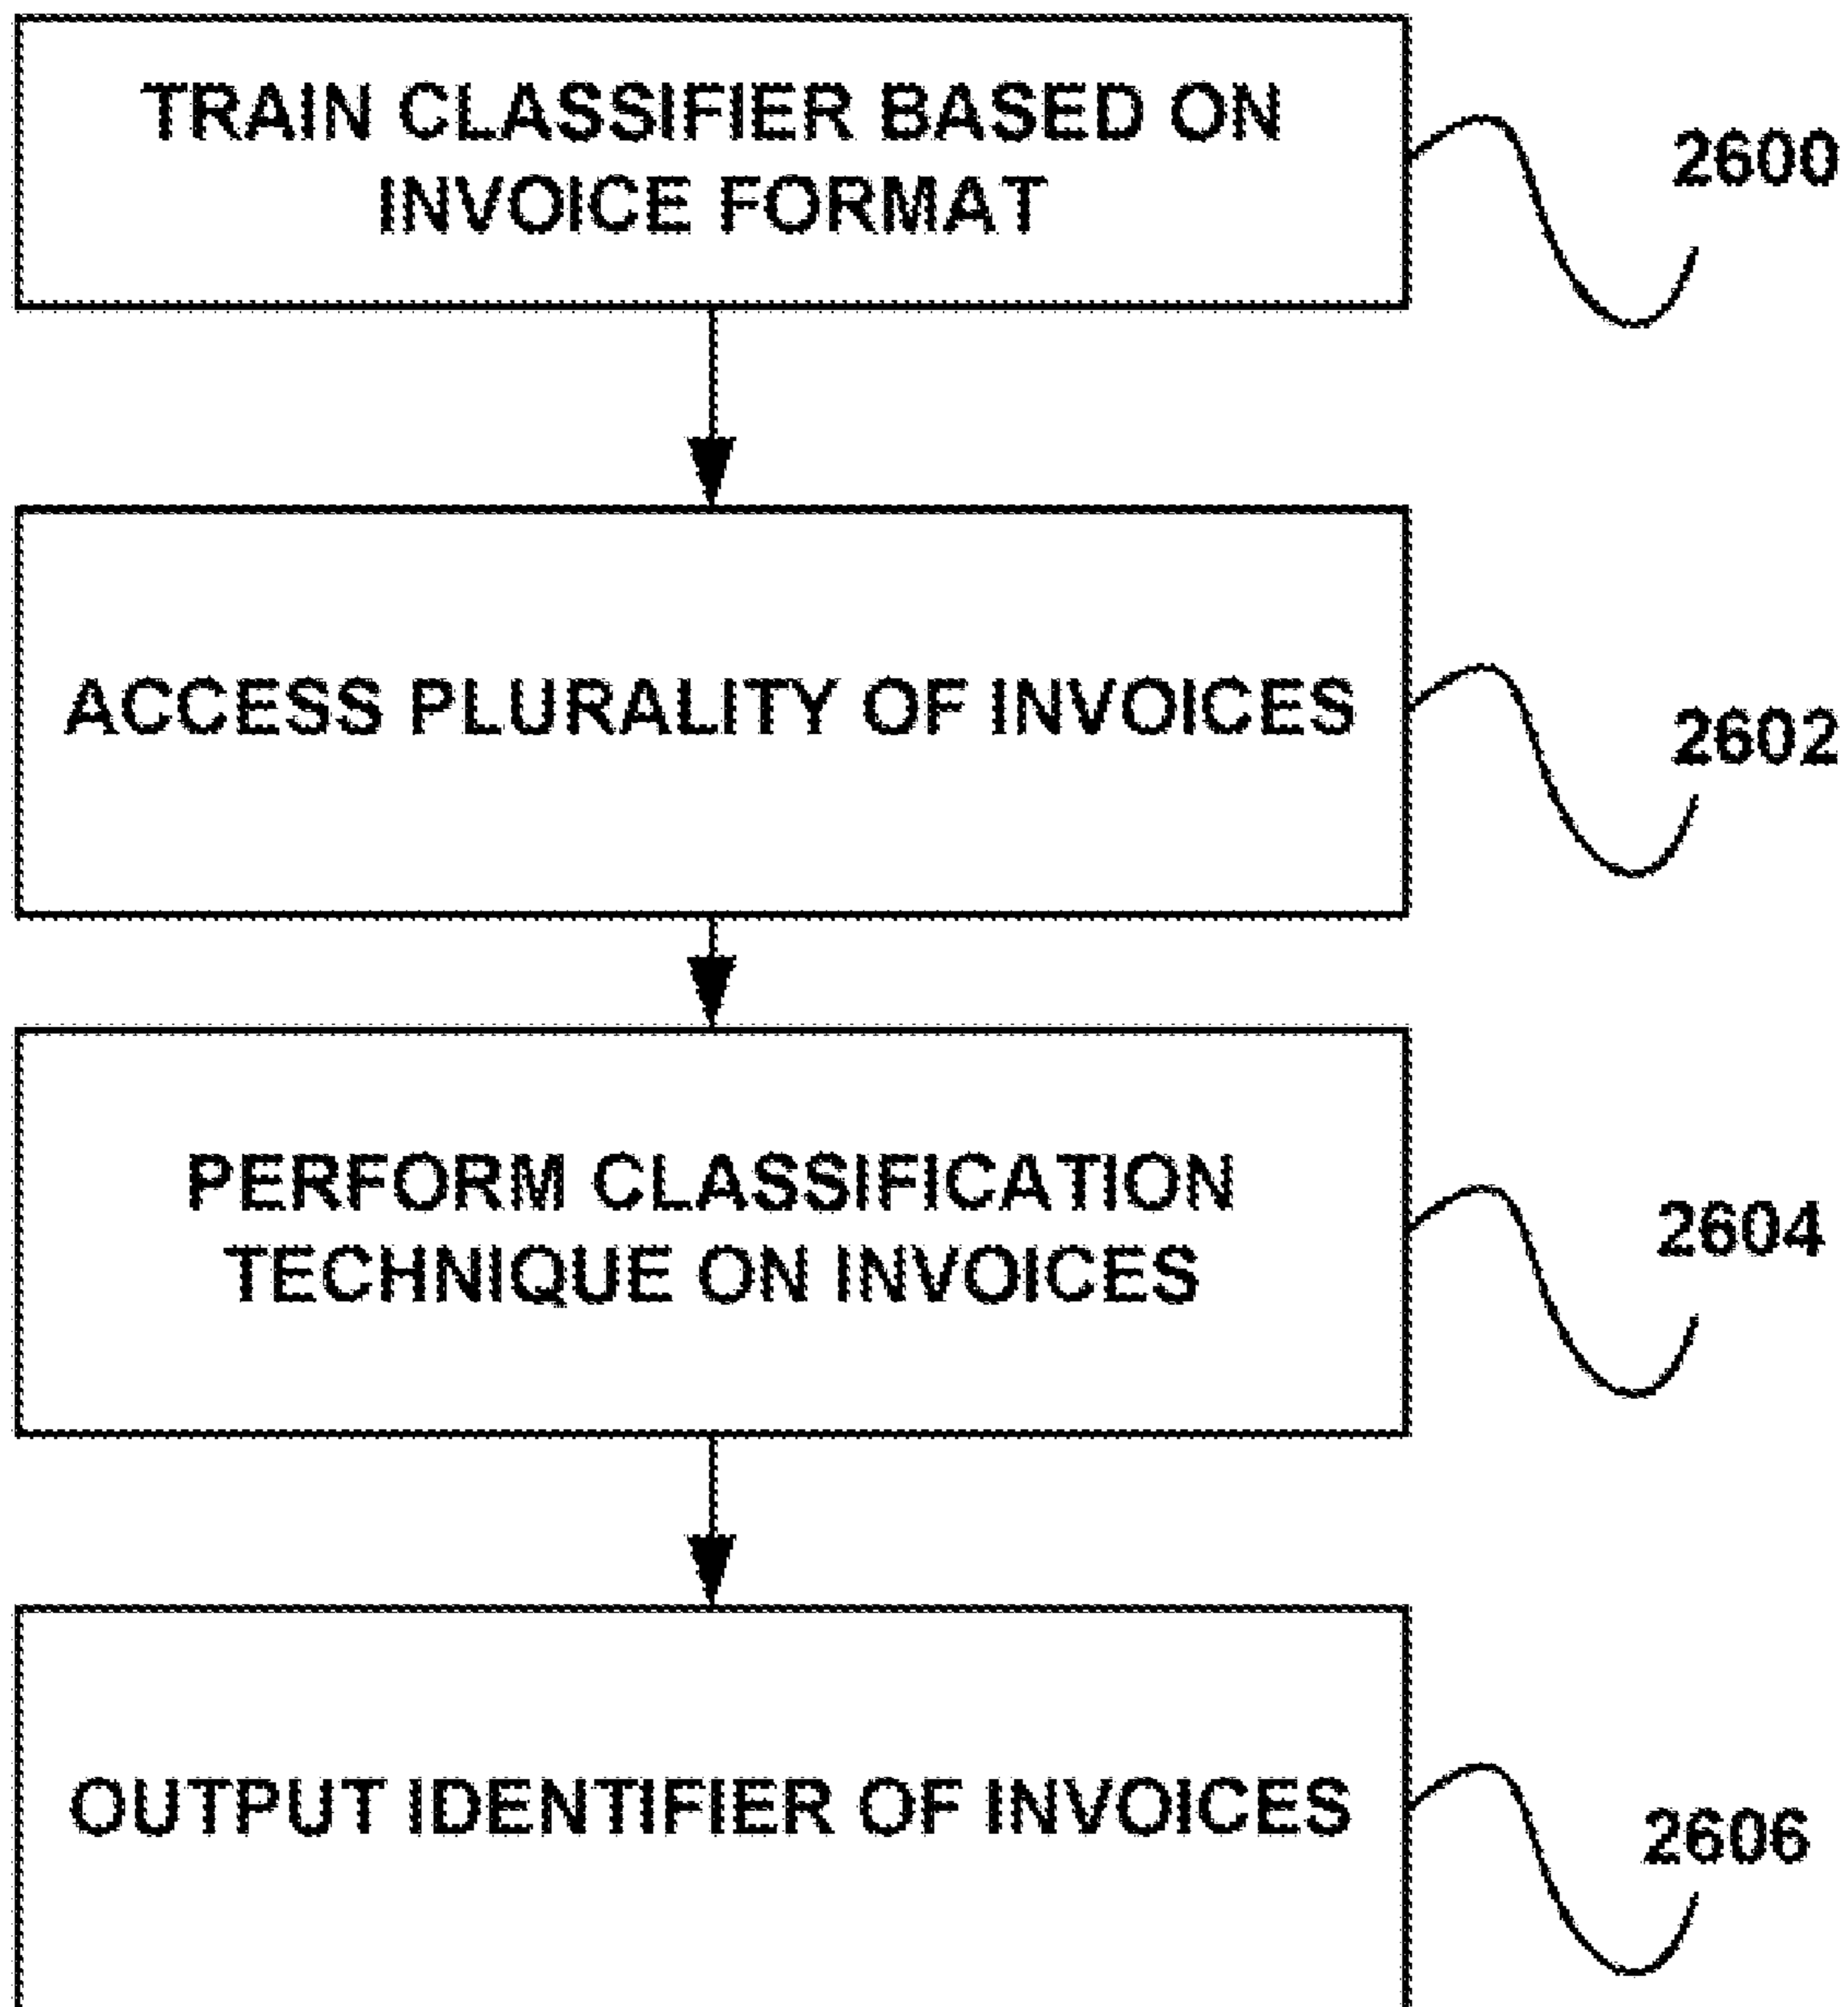 TRAIN CLASSIFIER BASED ON
INVOICE FORMAT
2600
ACCESS PLURALITY OF INVOICES
2602
PERFORM CLASSIFICATION
TECHNIQUE ON INVOICES
2604
OUTPUT IDENTIFIER OF INVOICES
2606